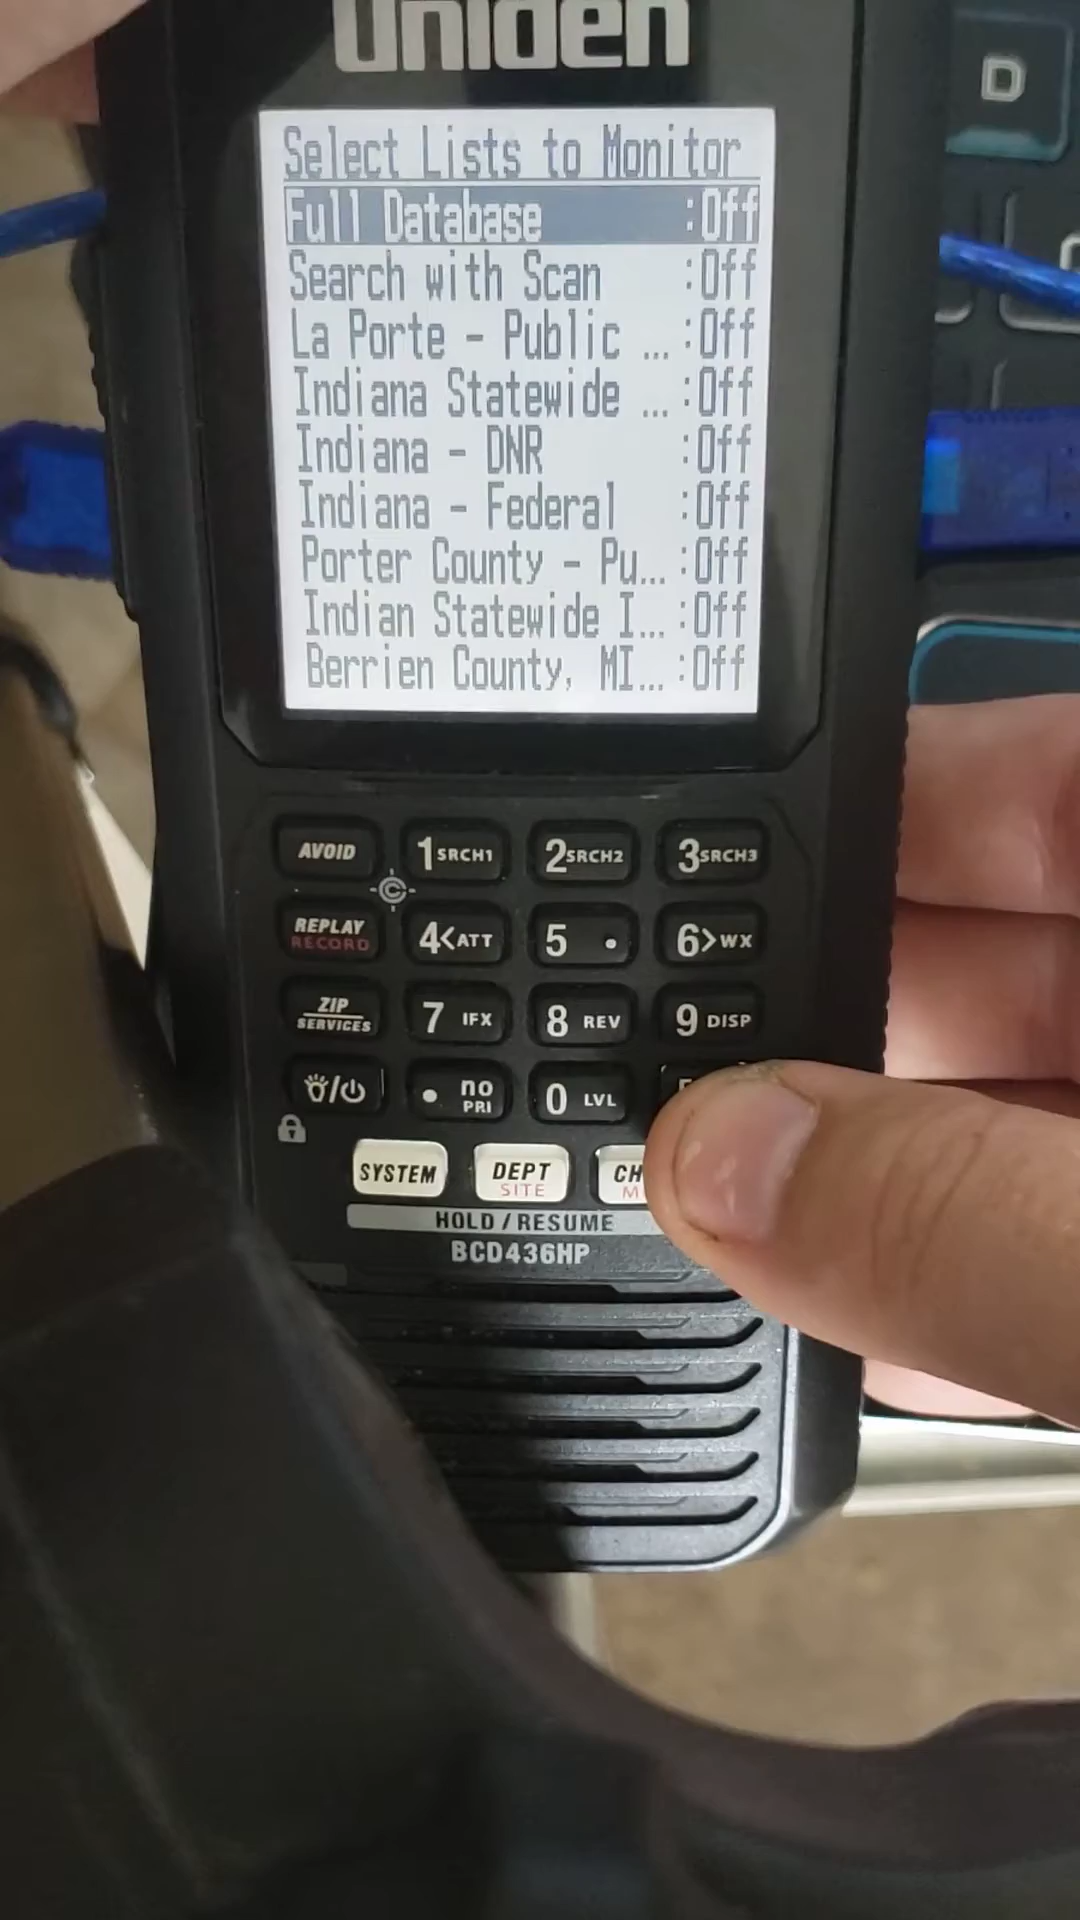 Uniden
D
Select Lists to Monitor
Full Database :Off
Search with Scan :Off
La Porte - Public ... :Off
Indiana Statewide ... :Off
Indiana - DNR :Off
Indiana - Federal :Off
Porter County - Pu... :Off
Indian Statewide I... :Off
Berrien County, MI... :Off
AVOID 1 SRCH1 2 SRCH2 3 SRCH3
REPLAY
RECORD 4 < ATT 5 • 6 > WX
ZIP
SERVICES 7 IFX 8 REV 9 DISP
• no
PRI 0 LVL
SYSTEM DEPT
SITE
HOLD / RESUME
BCD436HP